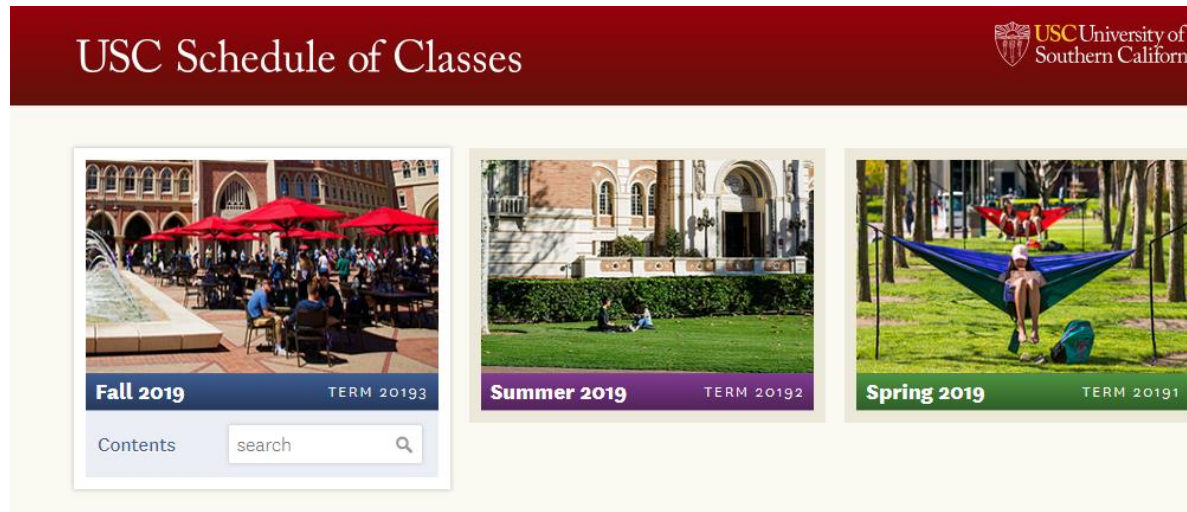 USC Schedule of Classes
USC University of
Southern Californ
Fall 2019 TERM 20193
Summer 2019 TERM 20192
Spring 2019 TERM 20191
Contents search